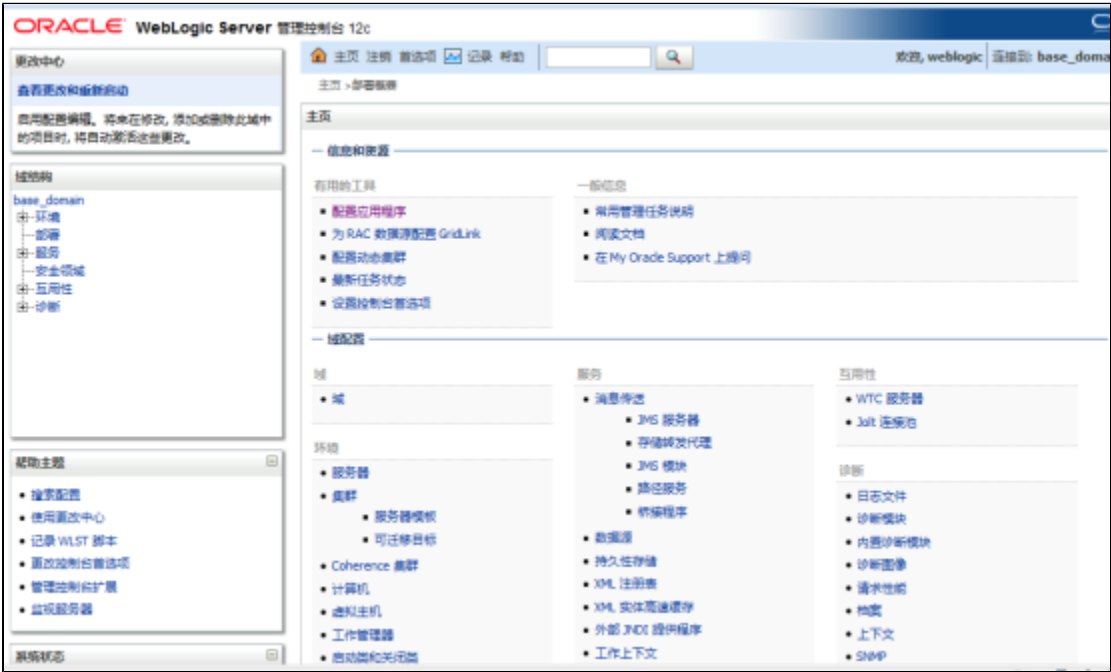 ORACLE WebLogic Server 管理控制台 12c
更改中心
查看更改和重新启动
启用配置编辑。将来在修改, 添加或删除此域中
的项目时, 将自动激活这些更改。
域结构
base_domain
环境
部署
服务
安全领域
互用性
诊断
帮助主题
搜索配置
使用更改中心
记录 WLST 脚本
更改控制台首选项
管理控制台扩展
监视服务器
系统状态
主页 注销 首选项 记录 帮助
欢迎, weblogic 连接到: base_doma
主页 >部署概要
主页
信息和资源
有用的工具
配置应用程序
为 RAC 数据源配置 GridLink
配置动态集群
最新任务状态
设置控制台首选项
一般信息
常用管理任务说明
阅读文档
在 My Oracle Support 上提问
域配置
域
域
环境
服务器
集群
服务器模板
可迁移目标
Coherence 集群
计算机
虚拟主机
工作管理器
启动类和关闭类
服务
消息传送
JMS 服务器
存储转发代理
JMS 模块
路径服务
桥接程序
数据源
持久性存储
XML 注册表
XML 实体高速缓存
外部 JNDI 提供程序
工作上下文
互用性
WTC 服务器
Jolt 连接池
诊断
日志文件
诊断模块
内置诊断模块
诊断图像
请求性能
档案
上下文
SNMP